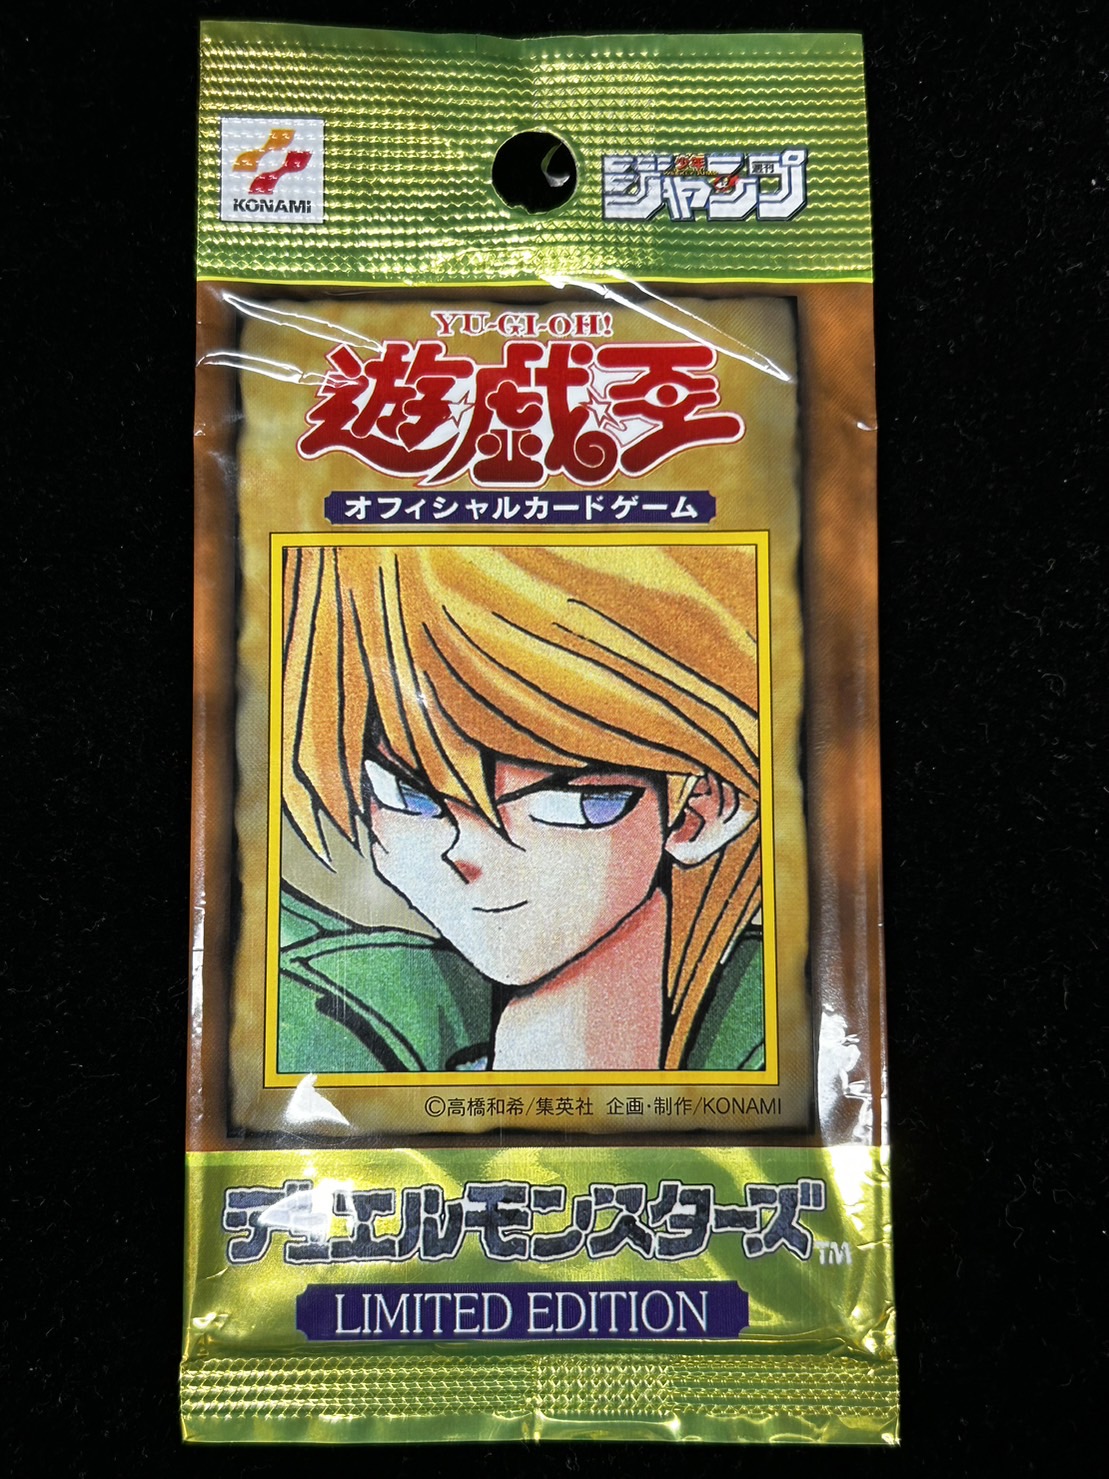 KONAMI
週刊
少年
ジャンプ
YU-GI-OH!
遊戯王
オフィシャルカードゲーム
©高橋和希/集英社 企画・制作/KONAMI
デュエルモンスターズ™
LIMITED EDITION